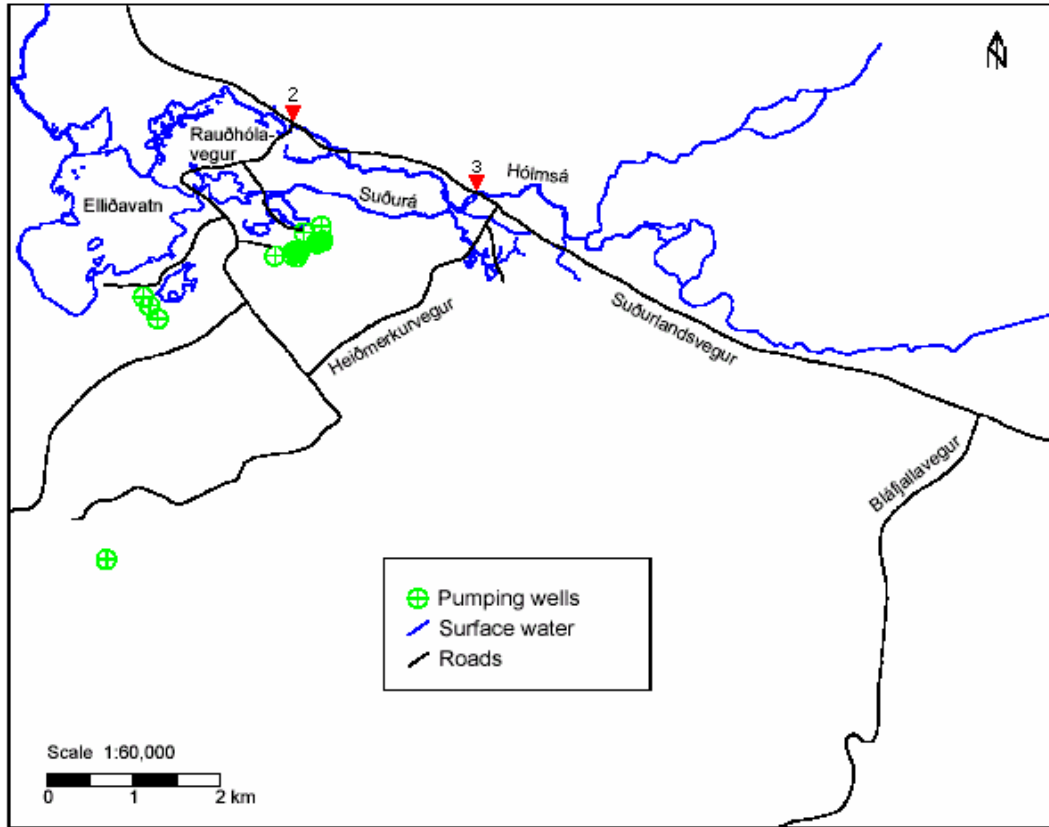 N
2
Rauðhóla-
vegur
3
Hólmsá
Suðurá
Elliðavatn
Heiðmerkurvegur
Suðurlandsvegur
Bláfjallavegur
Pumping wells
Surface water
Roads
Scale 1:60,000
0 1 2 km